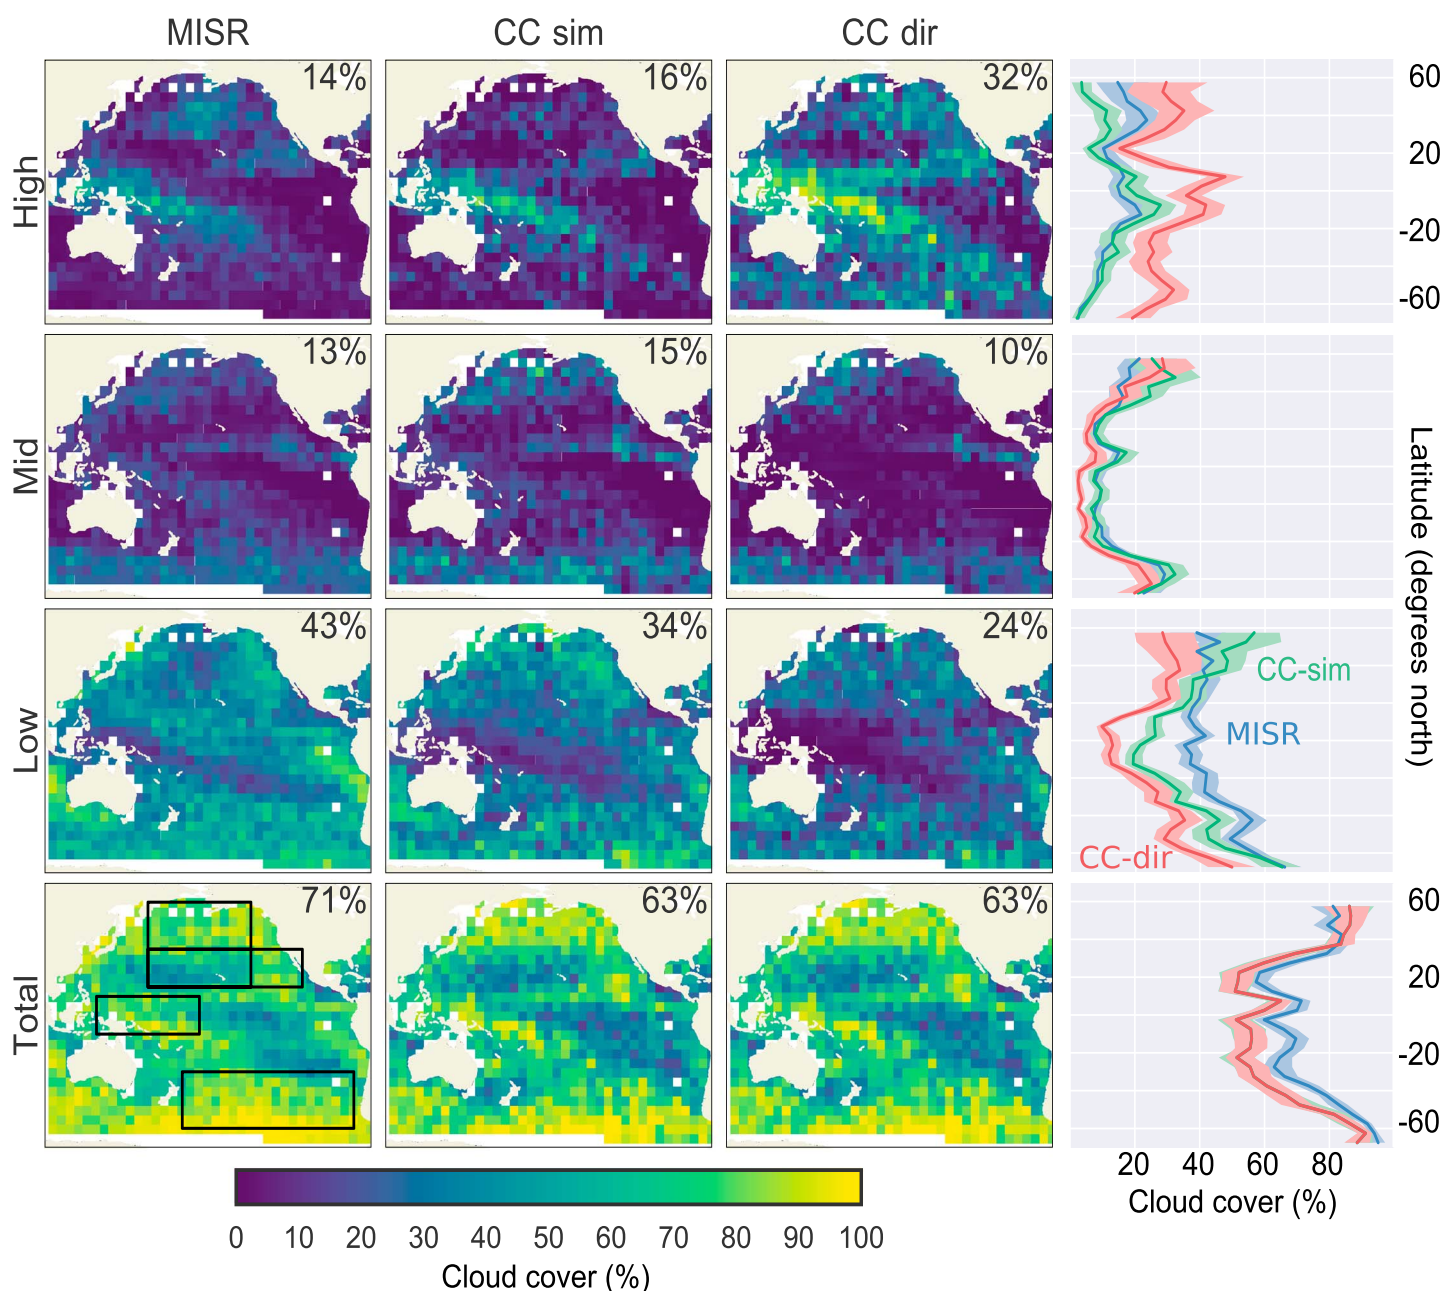 MISR CC sim CC dir
High 14% 16% 32%
60
20
-20
-60
Mid 13% 15% 10%
Low 43% 34% 24%
CC-sim
MISR
CC-dir
Latitude (degrees north)
Total 71% 63% 63%
60
20
-20
-60
20 40 60 80
Cloud cover (%)
0 10 20 30 40 50 60 70 80 90 100
Cloud cover (%)